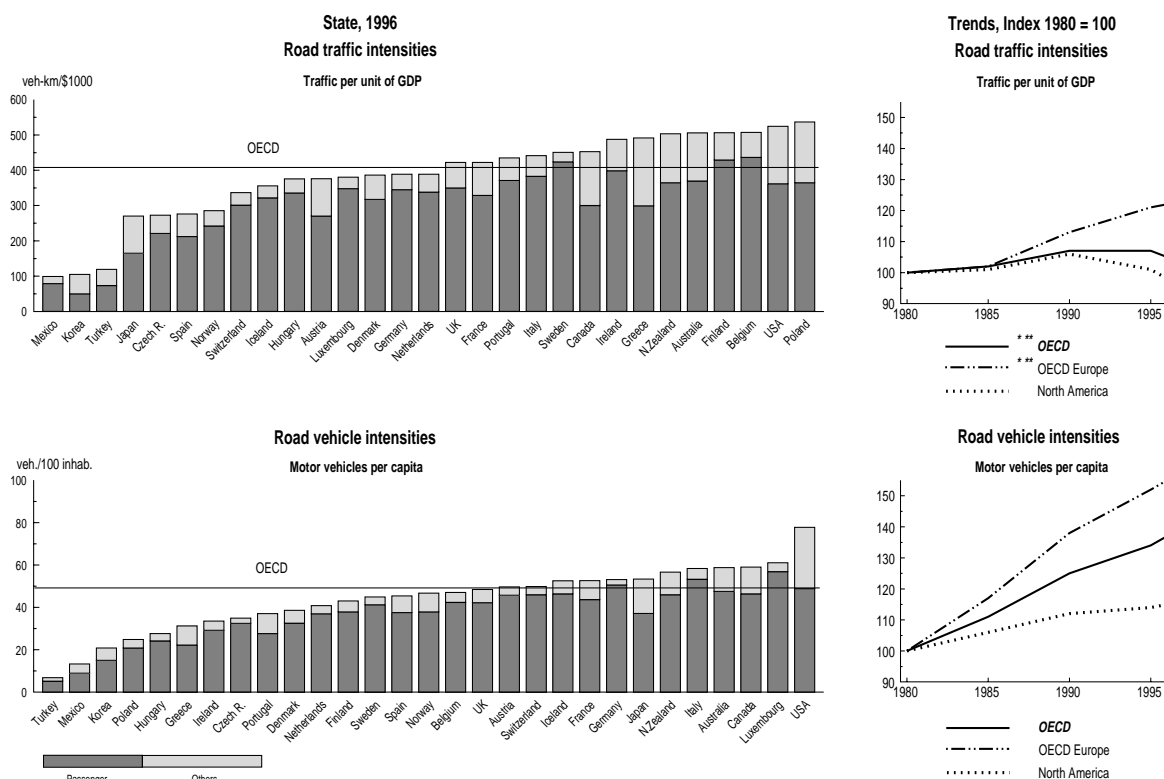 State, 1996
Road traffic intensities
veh-km/$1000
Traffic per unit of GDP
600
500
400
300
200
100
0
OECD
Mexico Korea Turkey Japan Czech R. Spain Norway Switzerland Iceland Hungary Austria Luxembourg Denmark Germany Netherlands UK France Portugal Italy Sweden Canada Ireland Greece N.Zealand Australia Finland Belgium USA Poland
Trends, Index 1980 = 100
Road traffic intensities
Traffic per unit of GDP
150
140
130
120
110
100
90
1980 1985 1990 1995
* ** OECD
* ** OECD Europe
North America
Road vehicle intensities
veh./100 inhab.
Motor vehicles per capita
100
80
60
40
20
0
OECD
Turkey Mexico Korea Poland Hungary Greece Ireland Czech R. Portugal Denmark Netherlands Finland Sweden Spain Norway Belgium UK Austria Switzerland Iceland France Germany Japan N.Zealand Italy Australia Canada Luxembourg USA
Passenger Others
Road vehicle intensities
Motor vehicles per capita
150
140
130
120
110
100
90
1980 1985 1990 1995
OECD
OECD Europe
North America